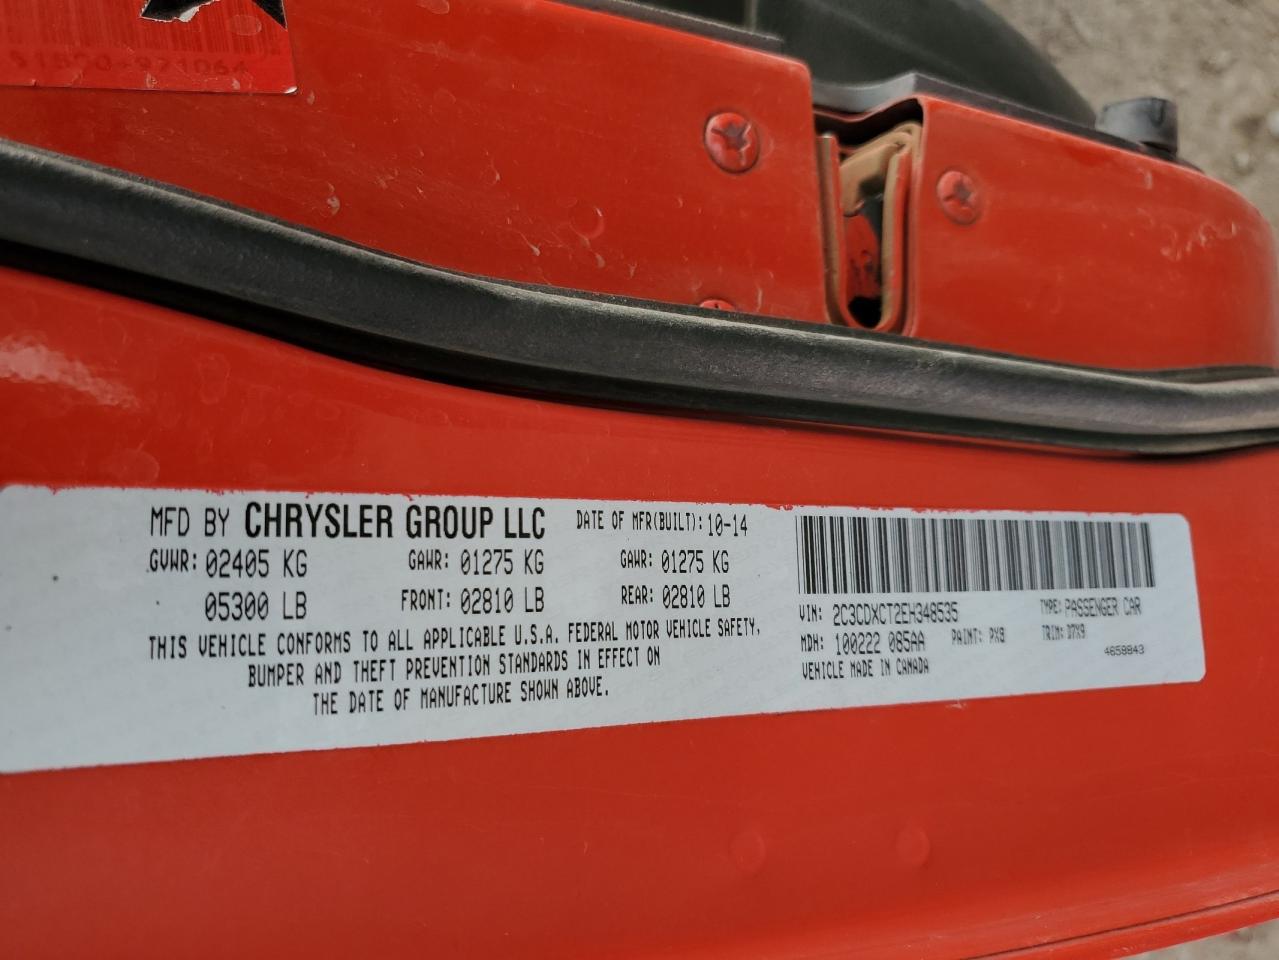 MFD BY CHRYSLER GROUP LLC DATE OF MFR(BUILT): 10-14
GVWR: 02405 KG GAWR: 01275 KG GAWR: 01275 KG
05300 LB FRONT: 02810 LB REAR: 02810 LB
THIS VEHICLE CONFORMS TO ALL APPLICABLE U.S.A. FEDERAL MOTOR VEHICLE SAFETY,
BUMPER AND THEFT PREVENTION STANDARDS IN EFFECT ON
THE DATE OF MANUFACTURE SHOWN ABOVE.
VIN: 2C3CDXCT2EH348535 TYPE: PASSENGER CAR
MDH: 100222 085AA PAINT: PX8 TRIM: D7X9
VEHICLE MADE IN CANADA 4658843